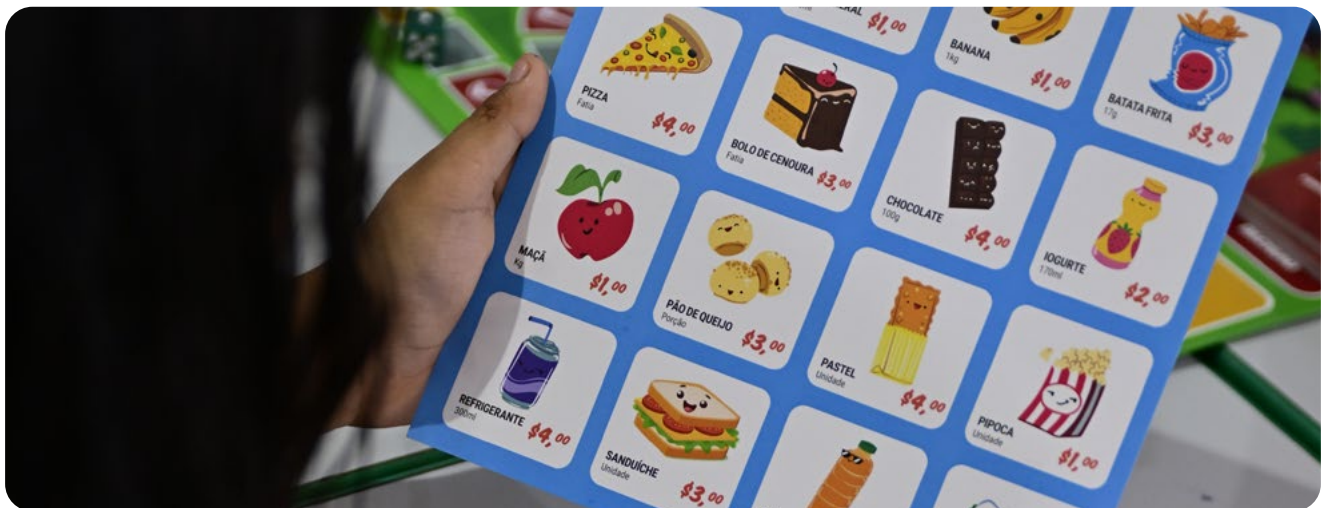 $1,00
BANANA
1kg
$1,00
BATATA FRITA
17g
$3,00
PIZZA
Fatia
$4,00
BOLO DE CENOURA
Fatia
$3,00
CHOCOLATE
100g
$4,00
IOGURTE
170ml
$2,00
MAÇÃ
Kg
$1,00
PÃO DE QUEIJO
Porção
$3,00
PASTEL
Unidade
$4,00
PIPOCA
Unidade
$1,00
REFRIGERANTE
300ml
$4,00
SANDUÍCHE
Unidade
$3,00